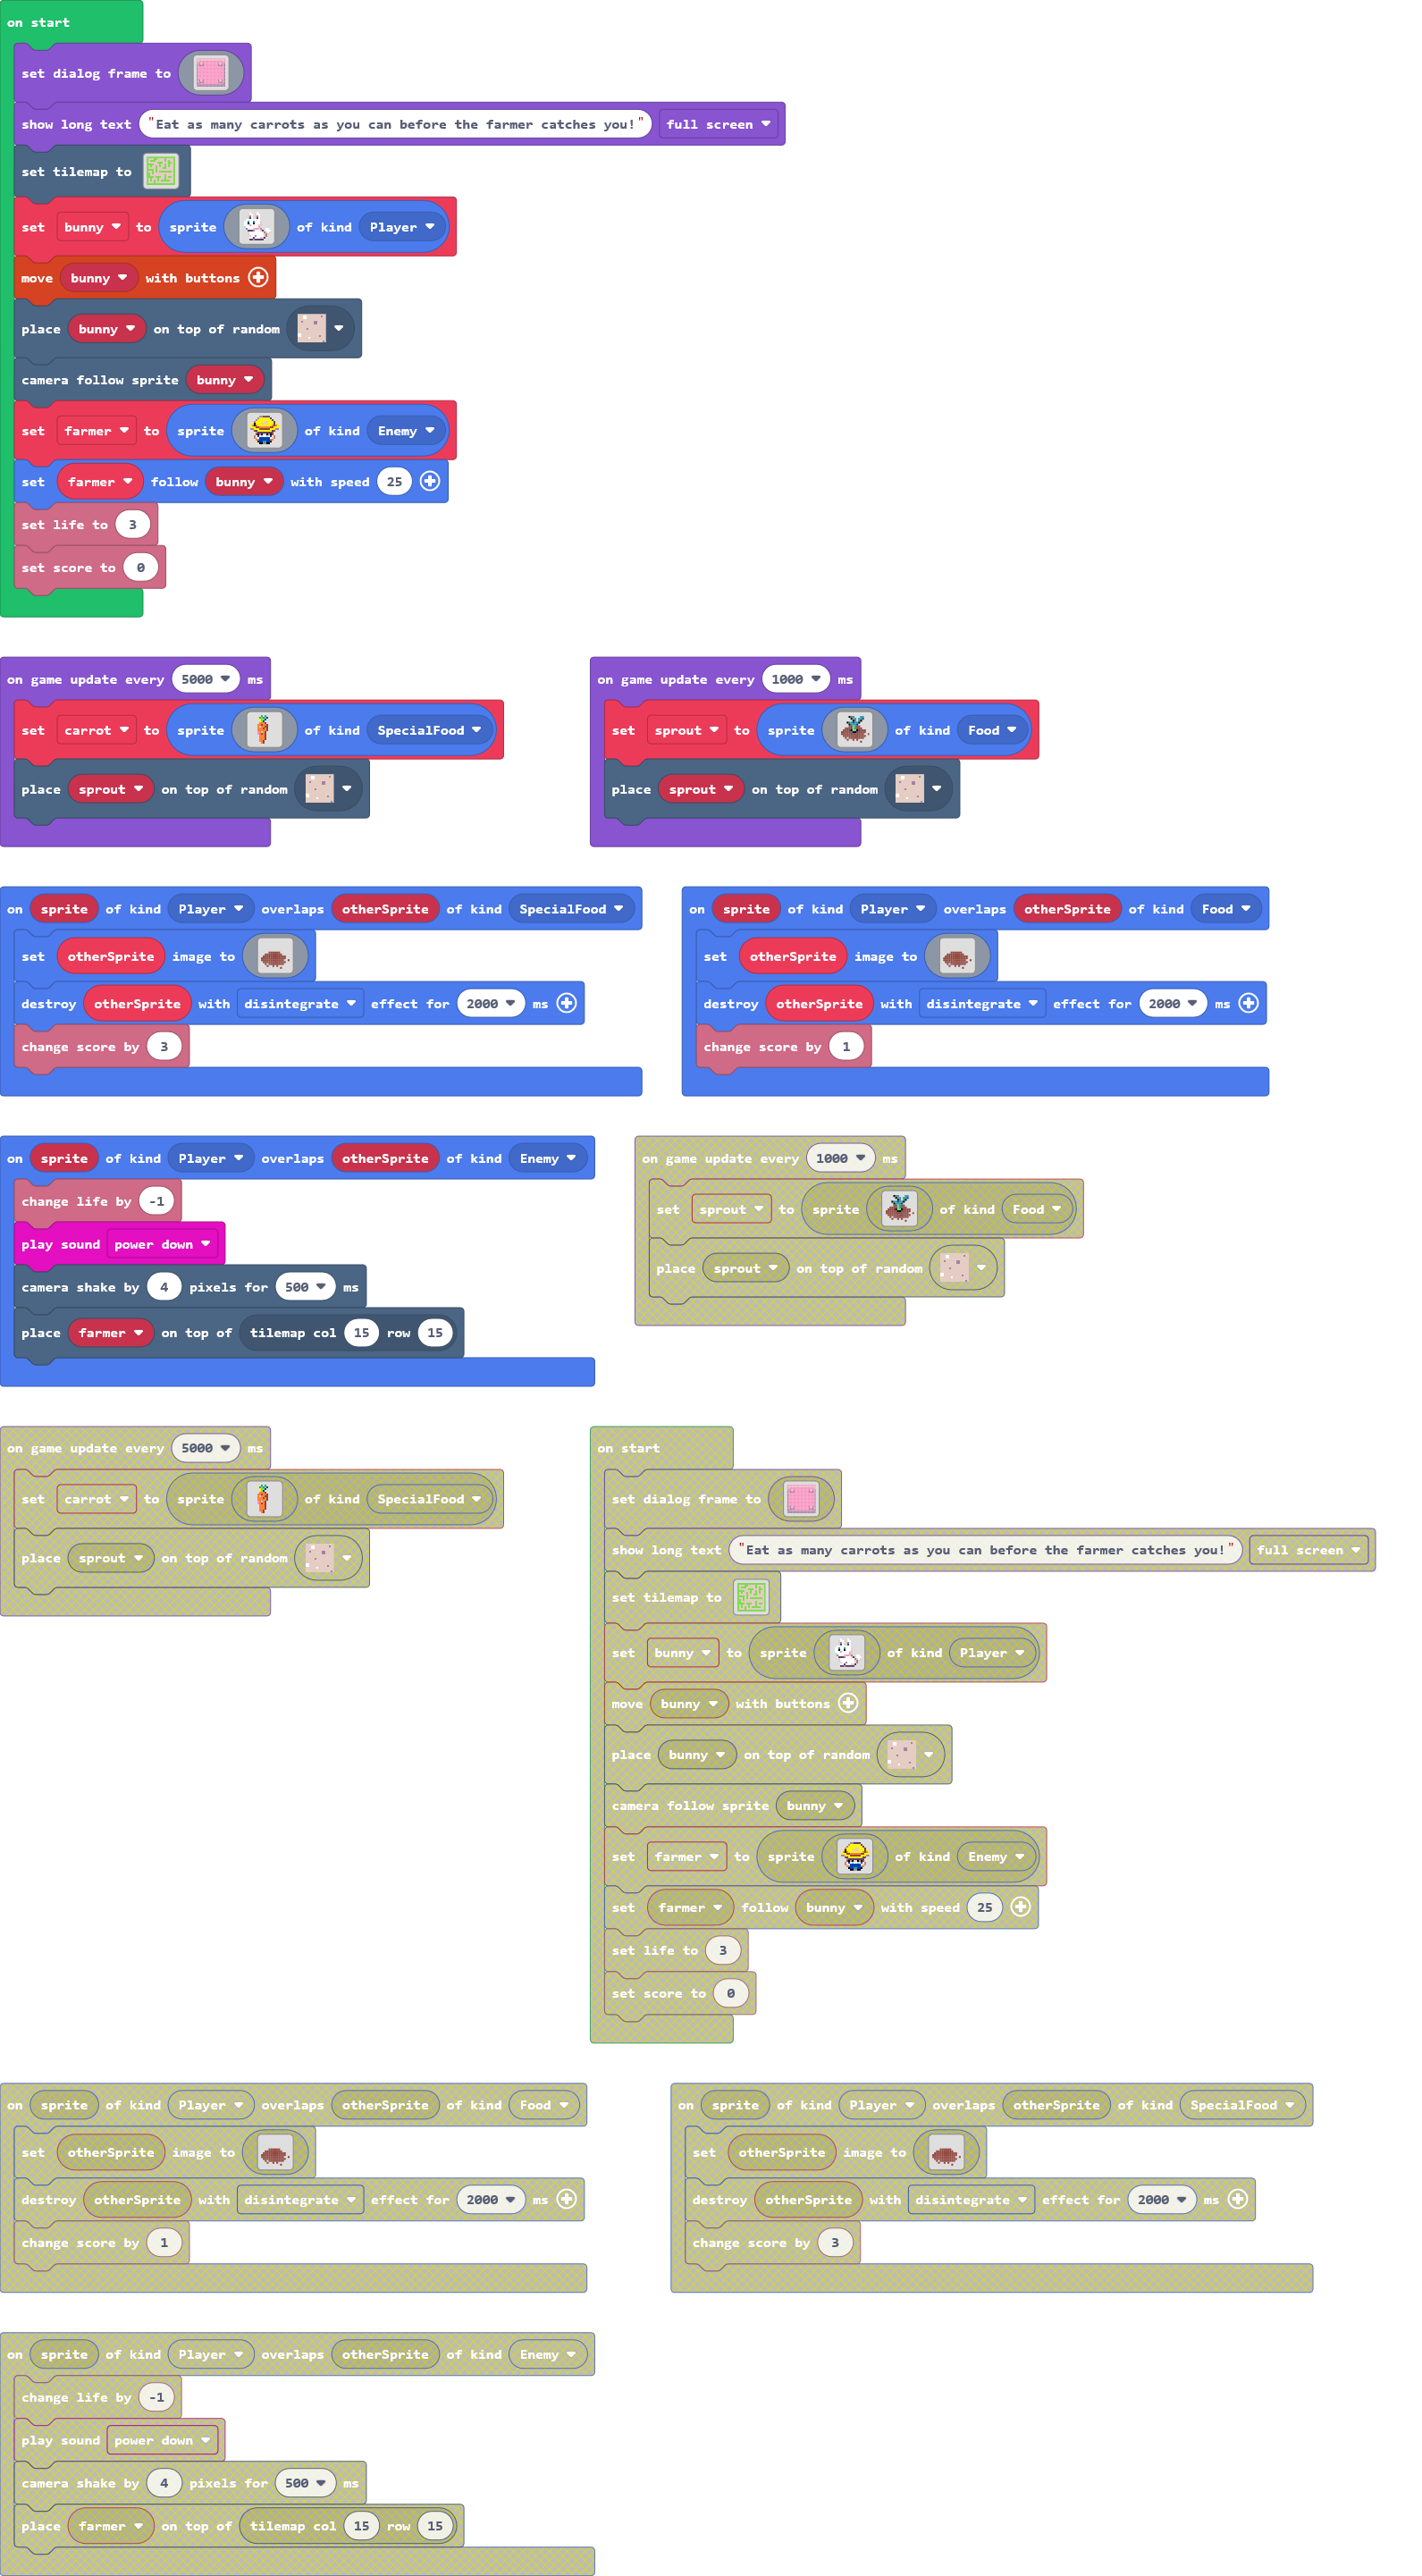 on start
set dialog frame to
show long text "Eat as many carrots as you can before the farmer catches you!" full screen
set tilemap to
set bunny to sprite of kind Player
move bunny with buttons
place bunny on top of random
camera follow sprite bunny
set farmer to sprite of kind Enemy
set farmer follow bunny with speed 25
set life to 3
set score to 0
on game update every 5000 ms
set carrot to sprite of kind SpecialFood
place sprout on top of random
on game update every 1000 ms
set sprout to sprite of kind Food
place sprout on top of random
on sprite of kind Player overlaps otherSprite of kind SpecialFood
set otherSprite image to
destroy otherSprite with disintegrate effect for 2000 ms
change score by 3
on sprite of kind Player overlaps otherSprite of kind Food
set otherSprite image to
destroy otherSprite with disintegrate effect for 2000 ms
change score by 1
on sprite of kind Player overlaps otherSprite of kind Enemy
change life by -1
play sound power down
camera shake by 4 pixels for 500 ms
place farmer on top of tilemap col 15 row 15
on game update every 1000 ms
set sprout to sprite of kind Food
place sprout on top of random
on game update every 5000 ms
set carrot to sprite of kind SpecialFood
place sprout on top of random
on start
set dialog frame to
show long text "Eat as many carrots as you can before the farmer catches you!" full screen
set tilemap to
set bunny to sprite of kind Player
move bunny with buttons
place bunny on top of random
camera follow sprite bunny
set farmer to sprite of kind Enemy
set farmer follow bunny with speed 25
set life to 3
set score to 0
on sprite of kind Player overlaps otherSprite of kind Food
set otherSprite image to
destroy otherSprite with disintegrate effect for 2000 ms
change score by 1
on sprite of kind Player overlaps otherSprite of kind SpecialFood
set otherSprite image to
destroy otherSprite with disintegrate effect for 2000 ms
change score by 3
on sprite of kind Player overlaps otherSprite of kind Enemy
change life by -1
play sound power down
camera shake by 4 pixels for 500 ms
place farmer on top of tilemap col 15 row 15